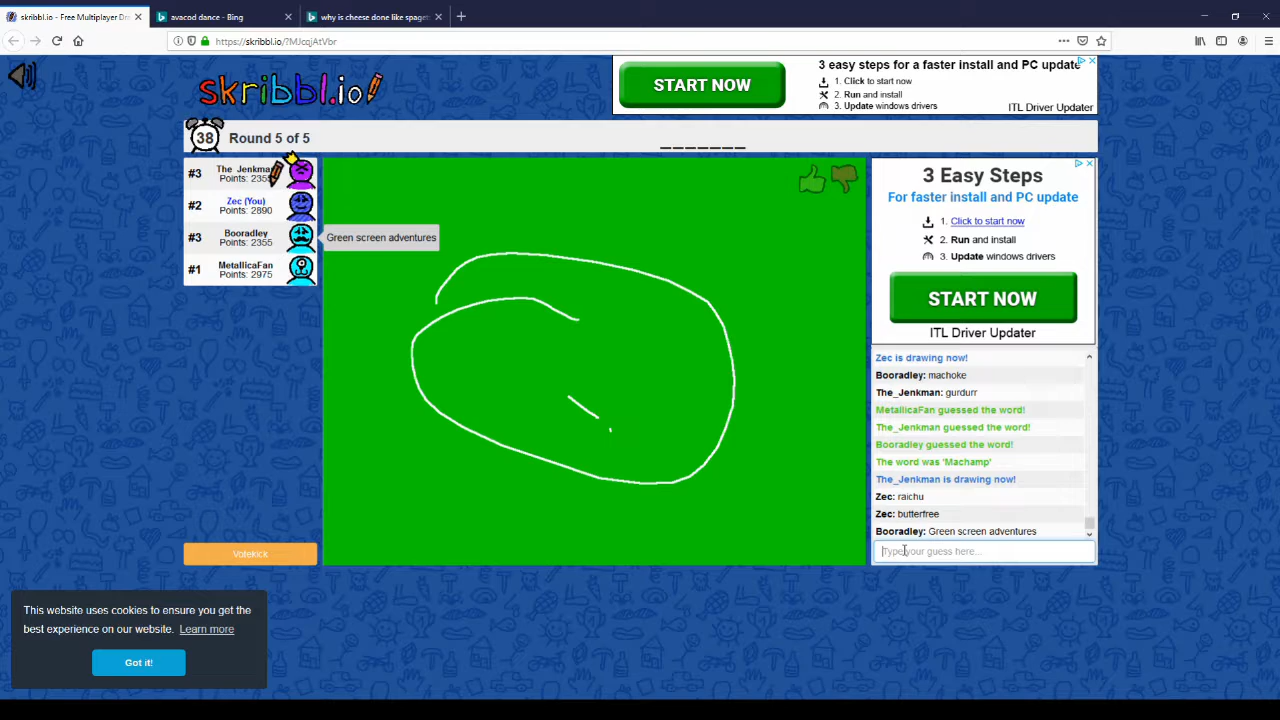 skribbl.io - Free Multiplayer Dr
avacod dance - Bing
why is cheese done like spaget
https://skribbl.io/?MJcqjAtVbr
skribbl.io
3 easy steps for a faster install and PC update
START NOW
1. Click to start now
2. Run and install
3. Update windows drivers
ITL Driver Updater
38
Round 5 of 5
_ _ _ _ _ _ _
#3
The_Jenkman
Points: 2355
#2
Zec (You)
Points: 2890
#3
Booradley
Points: 2355
#1
MetallicaFan
Points: 2975
Green screen adventures
Votekick
3 Easy Steps
For faster install and PC update
1. Click to start now
2. Run and install
3. Update windows drivers
START NOW
ITL Driver Updater
Zec is drawing now!
Booradley: machoke
The_Jenkman: gurdurr
MetallicaFan guessed the word!
The_Jenkman guessed the word!
Booradley guessed the word!
The word was 'Machamp'
The_Jenkman is drawing now!
Zec: raichu
Zec: butterfree
Booradley: Green screen adventures
Type your guess here...
This website uses cookies to ensure you get the
best experience on our website. Learn more
Got it!